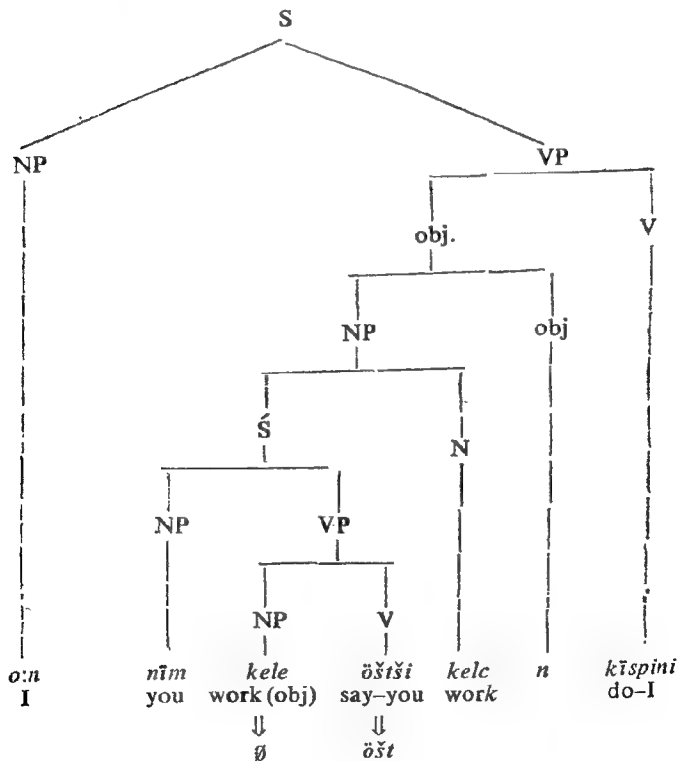 S
NP VP
obj. V
NP obj
Ś N
NP VP
NP V
o:n nīm kele öštši kelc n kīspini
I you work (obj) say–you work do–I
⇓ ⇓
ø öšt